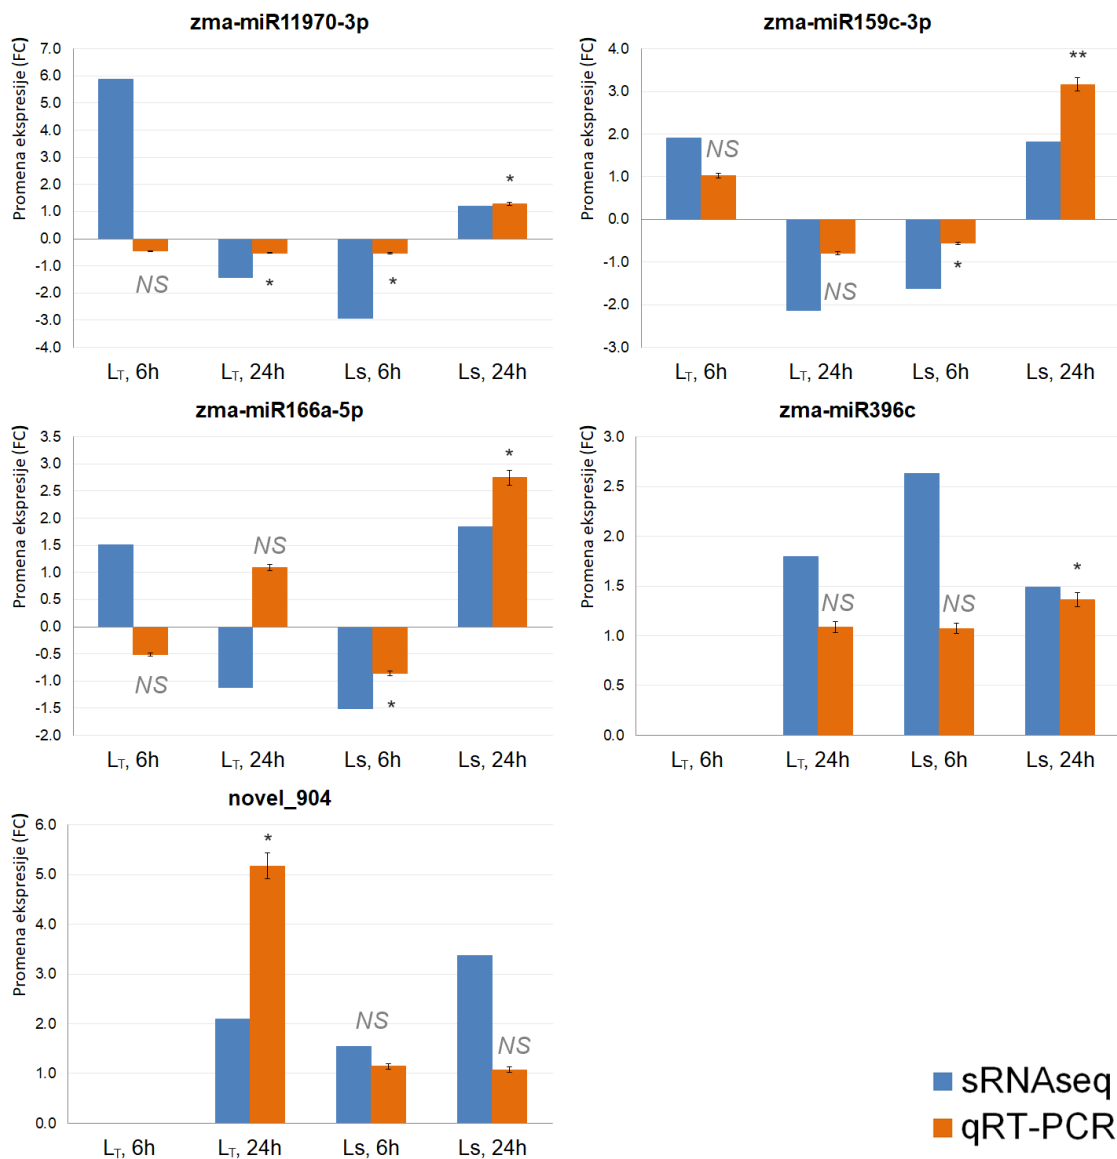 zma-miR11970-3p
Promena ekspresije (FC)
7.0
6.0
5.0
4.0
3.0
2.0
1.0
0.0
-1.0
-2.0
-3.0
-4.0
NS
*
*
*
LT, 6h LT, 24h Ls, 6h Ls, 24h
zma-miR159c-3p
Promena ekspresije (FC)
4.0
3.0
2.0
1.0
0.0
-1.0
-2.0
-3.0
NS
NS
*
**
LT, 6h LT, 24h Ls, 6h Ls, 24h
zma-miR166a-5p
Promena ekspresije (FC)
3.5
3.0
2.5
2.0
1.5
1.0
0.5
0.0
-0.5
-1.0
-1.5
-2.0
NS
NS
*
*
LT, 6h LT, 24h Ls, 6h Ls, 24h
zma-miR396c
Promena ekspresije (FC)
3.0
2.5
2.0
1.5
1.0
0.5
0.0
NS
NS
*
LT, 6h LT, 24h Ls, 6h Ls, 24h
novel_904
Promena ekspresije (FC)
6.0
5.0
4.0
3.0
2.0
1.0
0.0
*
NS
NS
LT, 6h LT, 24h Ls, 6h Ls, 24h
sRNAseq
qRT-PCR